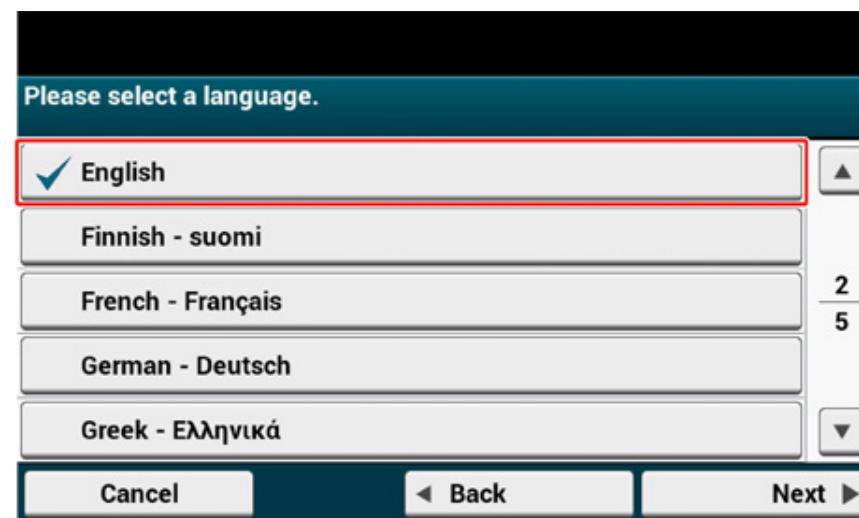 Please select a language.
English
Finnish - suomi
French - Français
2
5
German - Deutsch
Greek - Ελληνικά
Cancel
Back
Next